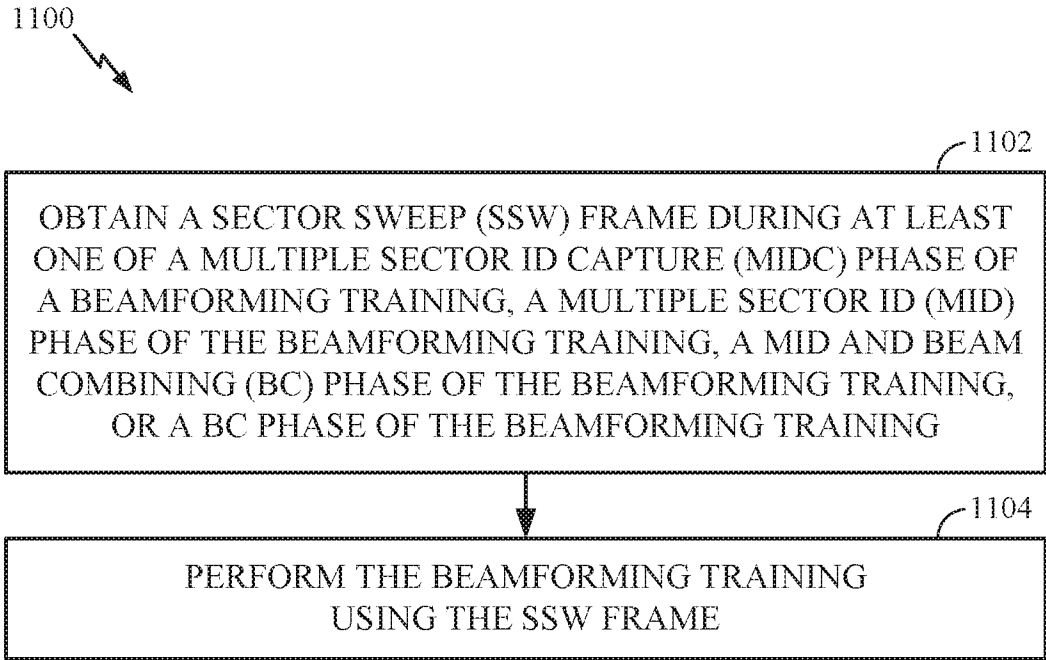 1100
1102
OBTAIN A SECTOR SWEEP (SSW) FRAME DURING AT LEAST
ONE OF A MULTIPLE SECTOR ID CAPTURE (MIDC) PHASE OF
A BEAMFORMING TRAINING, A MULTIPLE SECTOR ID (MID)
PHASE OF THE BEAMFORMING TRAINING, A MID AND BEAM
COMBINING (BC) PHASE OF THE BEAMFORMING TRAINING,
OR A BC PHASE OF THE BEAMFORMING TRAINING
1104
PERFORM THE BEAMFORMING TRAINING
USING THE SSW FRAME